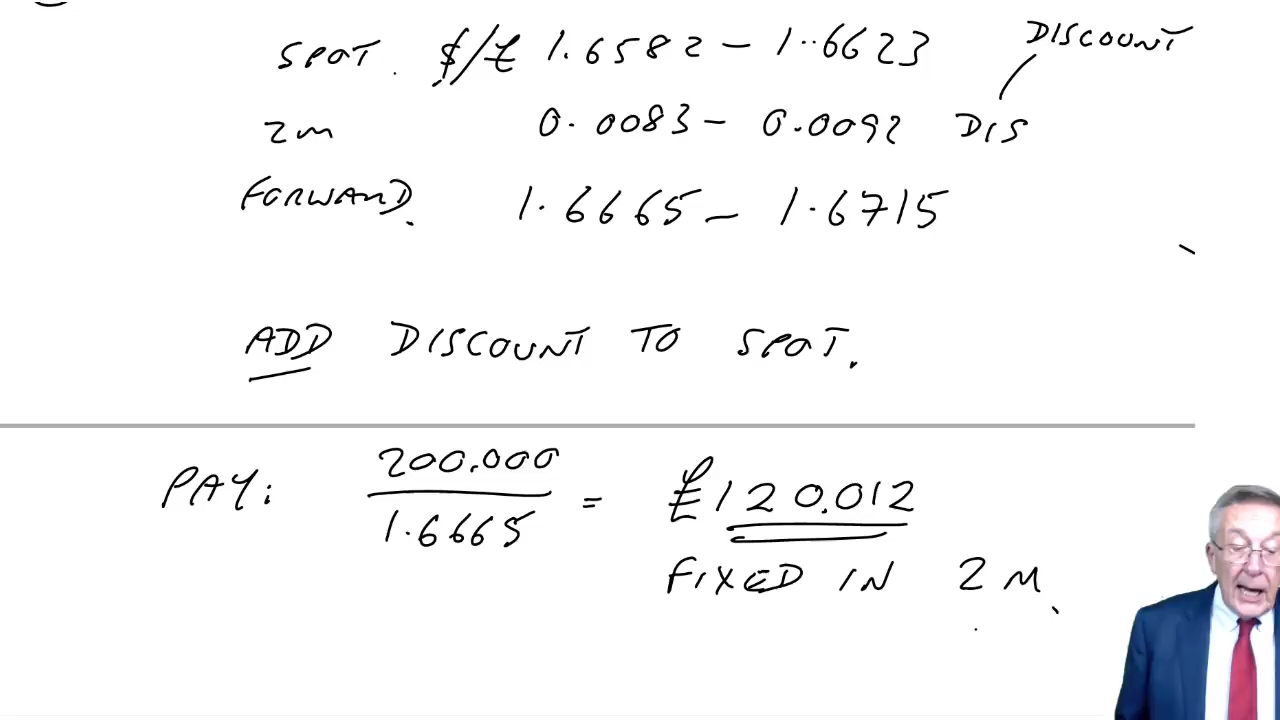 DISCOUNT
SPOT. $/£ 1.6582 - 1.6623
2M 0.0083 - 0.0092 DIS
FORWARD. 1.6665 - 1.6715
ADD DISCOUNT TO SPOT.
PAY: 200.000 / 1.6665 = £120.012
FIXED IN 2M.